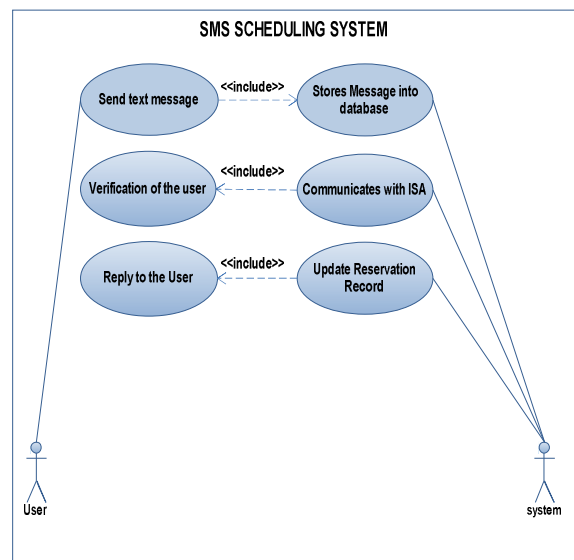 SMS SCHEDULING SYSTEM
Send text message
<<include>>
Stores Message into
database
Verification of the user
<<include>>
Communicates with ISA
Reply to the User
<<include>>
Update Reservation
Record
User
system